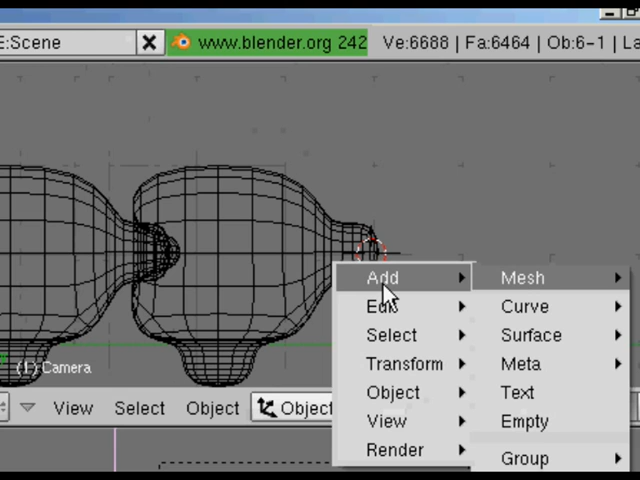 E:Scene
www.blender.org 242
Ve:6688 | Fa:6464 | Ob:6-1 | La
Add
Mesh
Edit
Curve
Select
Surface
(1) Camera
Transform
Meta
Object
Text
View Select Object
Object
View
Empty
Render
Group